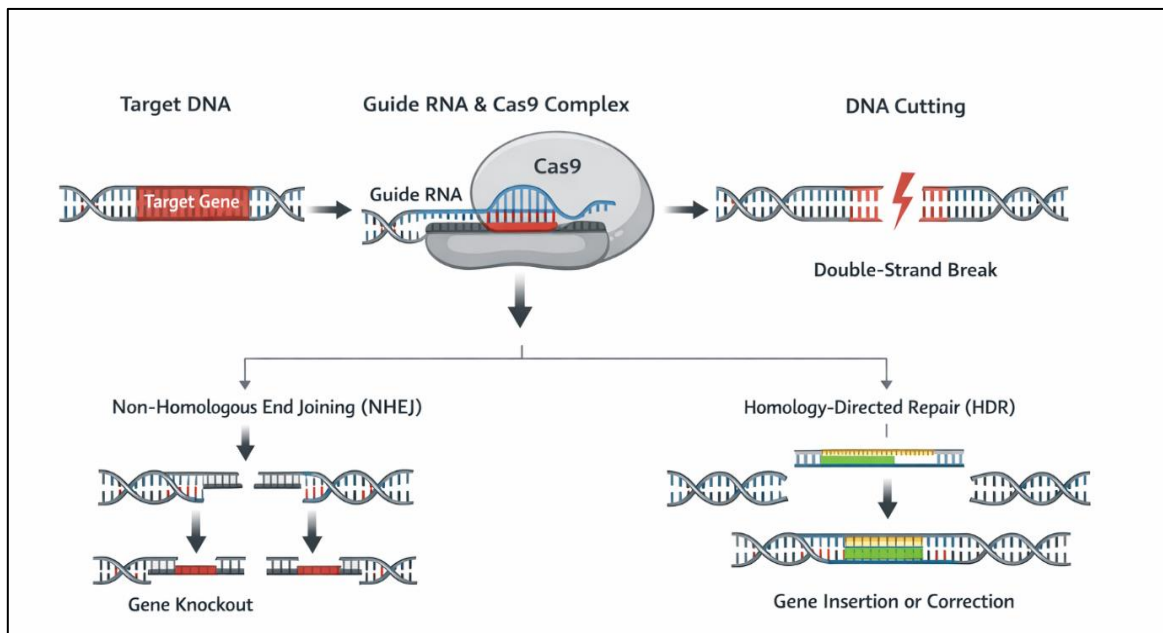 Target DNA
Guide RNA & Cas9 Complex
DNA Cutting
Cas9
Guide RNA
Target Gene
Double-Strand Break
Non-Homologous End Joining (NHEJ)
Homology-Directed Repair (HDR)
Gene Knockout
Gene Insertion or Correction